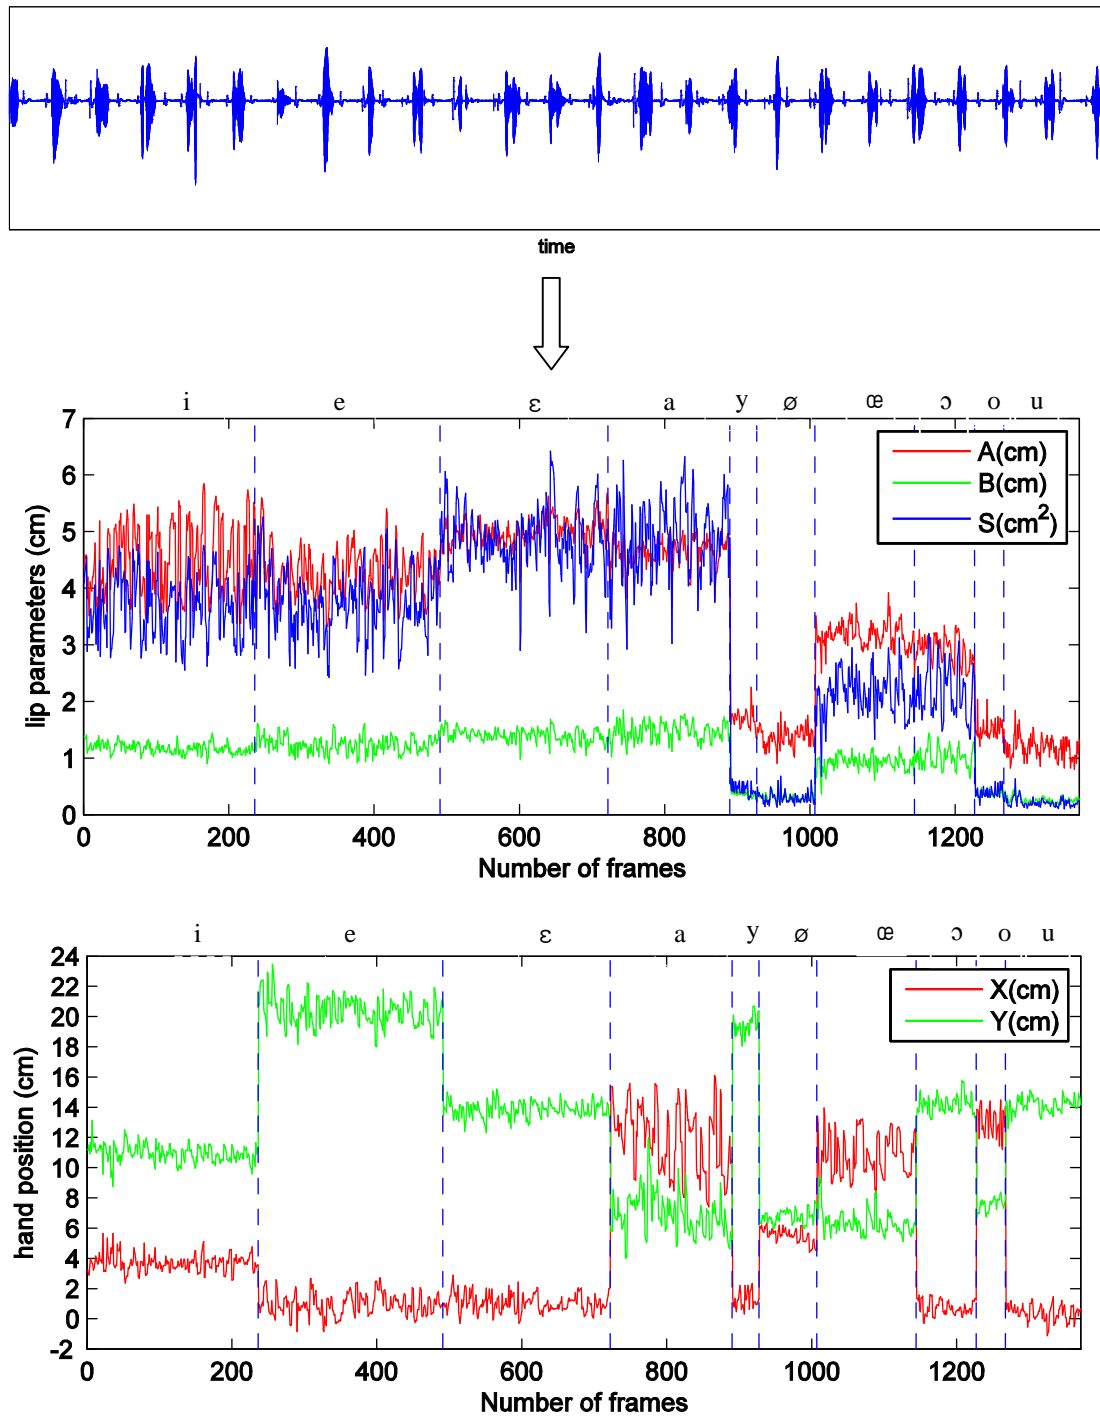 time
i e ɛ a y ø œ ɔ o u
7
6
5
4
3
2
1
0
lip parameters (cm)
A(cm)
B(cm)
S(cm²)
0 200 400 600 800 1000 1200
Number of frames
i e ɛ a y ø œ ɔ o u
24
22
20
18
16
14
12
10
8
6
4
2
0
-2
hand position (cm)
X(cm)
Y(cm)
0 200 400 600 800 1000 1200
Number of frames